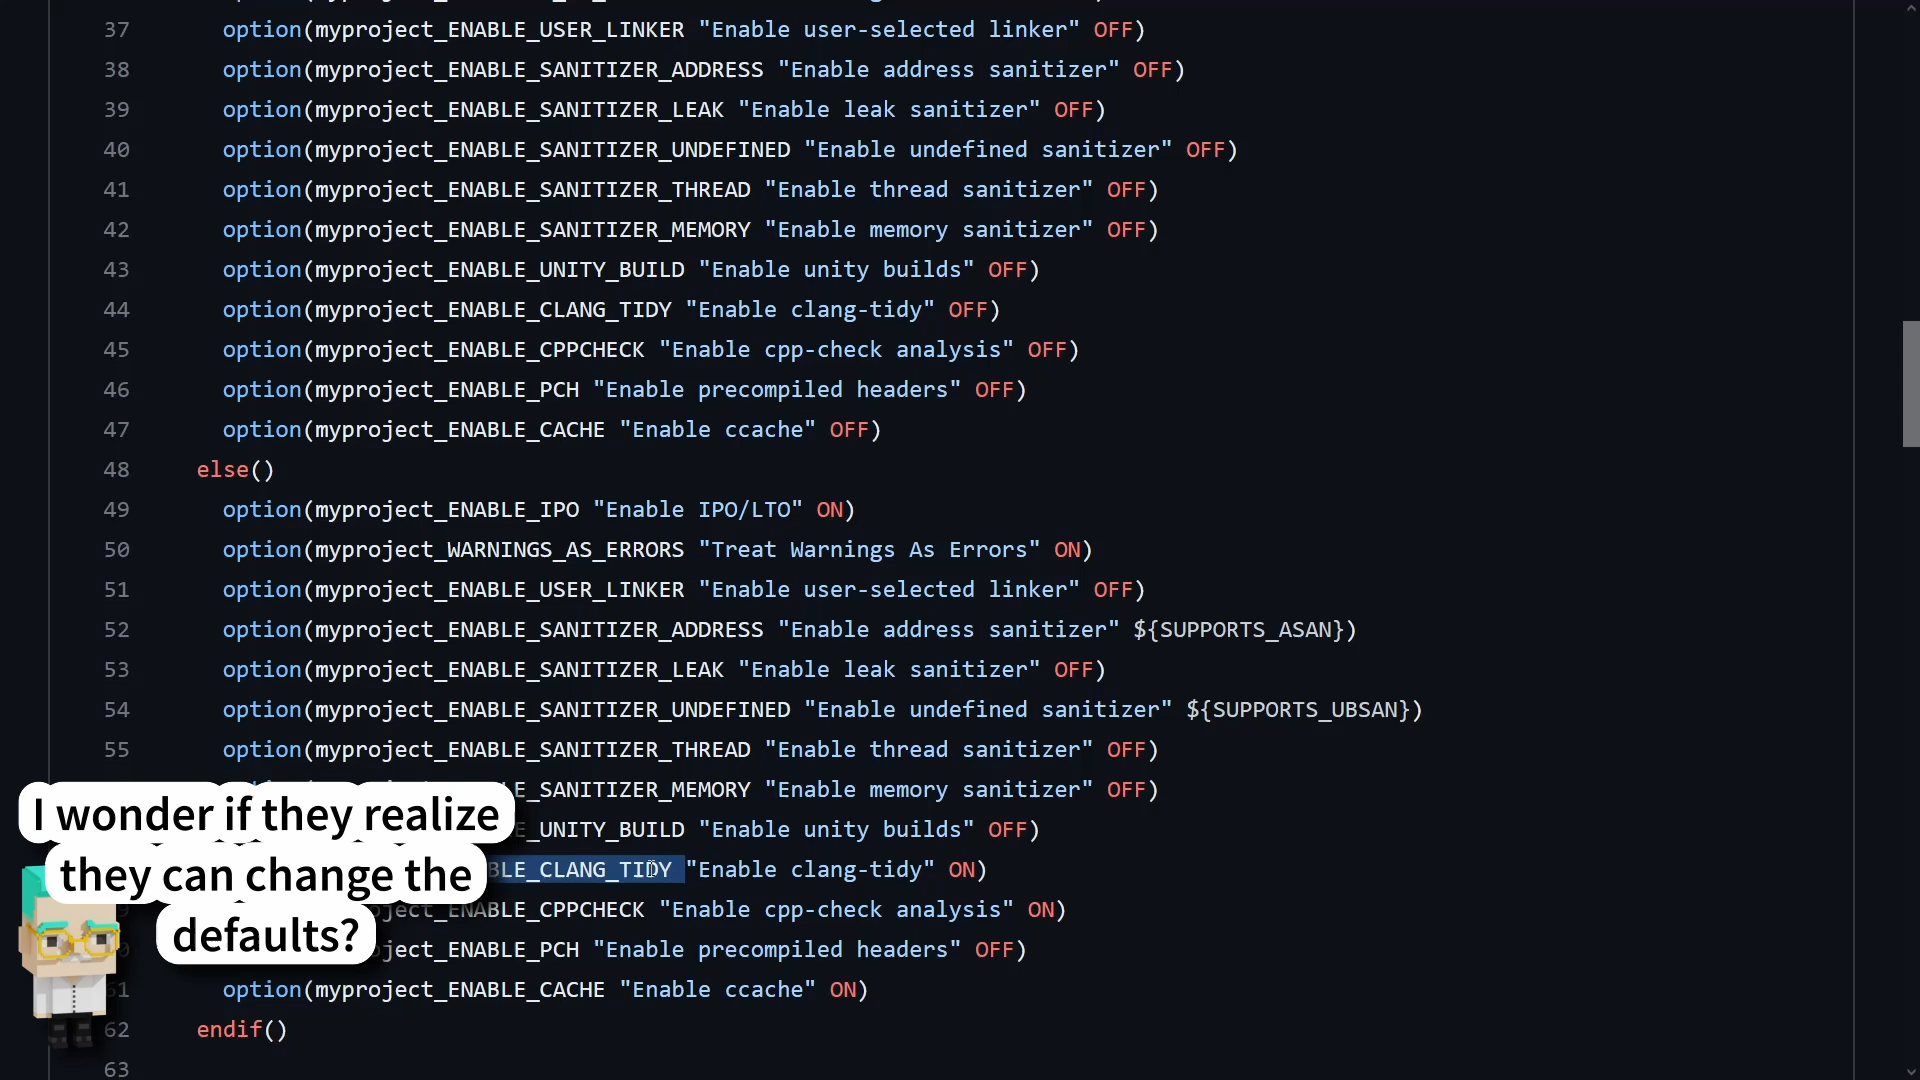 37 option(myproject_ENABLE_USER_LINKER "Enable user-selected linker" OFF)
38 option(myproject_ENABLE_SANITIZER_ADDRESS "Enable address sanitizer" OFF)
39 option(myproject_ENABLE_SANITIZER_LEAK "Enable leak sanitizer" OFF)
40 option(myproject_ENABLE_SANITIZER_UNDEFINED "Enable undefined sanitizer" OFF)
41 option(myproject_ENABLE_SANITIZER_THREAD "Enable thread sanitizer" OFF)
42 option(myproject_ENABLE_SANITIZER_MEMORY "Enable memory sanitizer" OFF)
43 option(myproject_ENABLE_UNITY_BUILD "Enable unity builds" OFF)
44 option(myproject_ENABLE_CLANG_TIDY "Enable clang-tidy" OFF)
45 option(myproject_ENABLE_CPPCHECK "Enable cpp-check analysis" OFF)
46 option(myproject_ENABLE_PCH "Enable precompiled headers" OFF)
47 option(myproject_ENABLE_CACHE "Enable ccache" OFF)
48 else()
49 option(myproject_ENABLE_IPO "Enable IPO/LTO" ON)
50 option(myproject_WARNINGS_AS_ERRORS "Treat Warnings As Errors" ON)
51 option(myproject_ENABLE_USER_LINKER "Enable user-selected linker" OFF)
52 option(myproject_ENABLE_SANITIZER_ADDRESS "Enable address sanitizer" ${SUPPORTS_ASAN})
53 option(myproject_ENABLE_SANITIZER_LEAK "Enable leak sanitizer" OFF)
54 option(myproject_ENABLE_SANITIZER_UNDEFINED "Enable undefined sanitizer" ${SUPPORTS_UBSAN})
55 option(myproject_ENABLE_SANITIZER_THREAD "Enable thread sanitizer" OFF)
_SANITIZER_MEMORY "Enable memory sanitizer" OFF)
E_UNITY_BUILD "Enable unity builds" OFF)
BLE_CLANG_TIDY "Enable clang-tidy" ON)
ject_ENABLE_CPPCHECK "Enable cpp-check analysis" ON)
ject_ENABLE_PCH "Enable precompiled headers" OFF)
61 option(myproject_ENABLE_CACHE "Enable ccache" ON)
62 endif()
63
I wonder if they realize
they can change the
defaults?